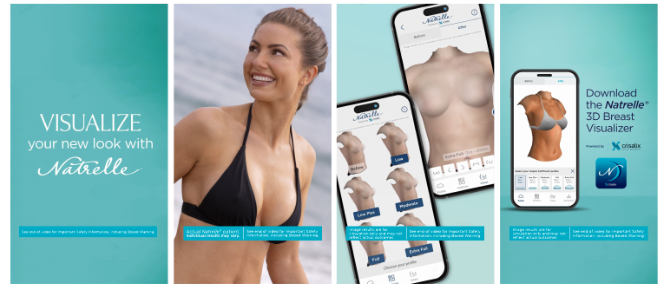 VISUALIZE
your new look with
Natrelle
See end of video for Important Safety Information, including Boxed Warning.
Actual Natrelle® patient.
Individual results may vary.
See end of video for Important Safety
Information, including Boxed Warning.
Natrelle
Before
After
Natrelle
Before
Low
Low Plus
Moderate
Full
Extra Full
Choose your profile
Image results are for
simulation only and may not
reflect actual outcomes.
See end of video for Important Safety
Information, including Boxed Warning.
Download
the Natrelle®
3D Breast
Visualizer
Powered by
crisalix
N
Image results are for
simulation only and may not
reflect actual outcomes.
See end of video for Important Safety
Information, including Boxed Warning.